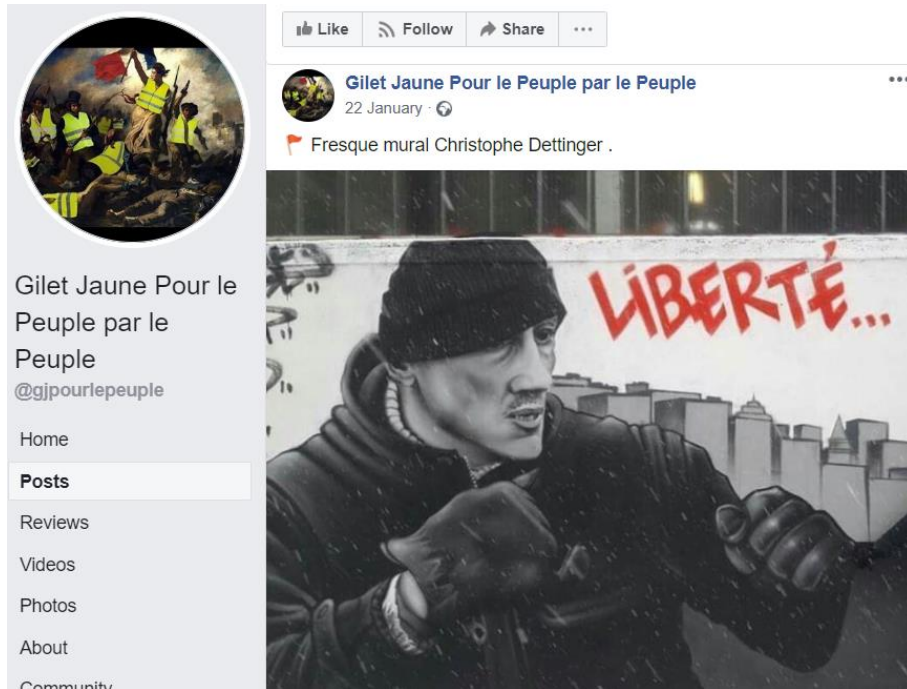 Like
Follow
Share
Gilet Jaune Pour le Peuple par le Peuple
22 January
Fresque mural Christophe Dettinger .
LIBERTÉ...
Gilet Jaune Pour le
Peuple par le
Peuple
@gjpourlepeuple
Home
Posts
Reviews
Videos
Photos
About
Community